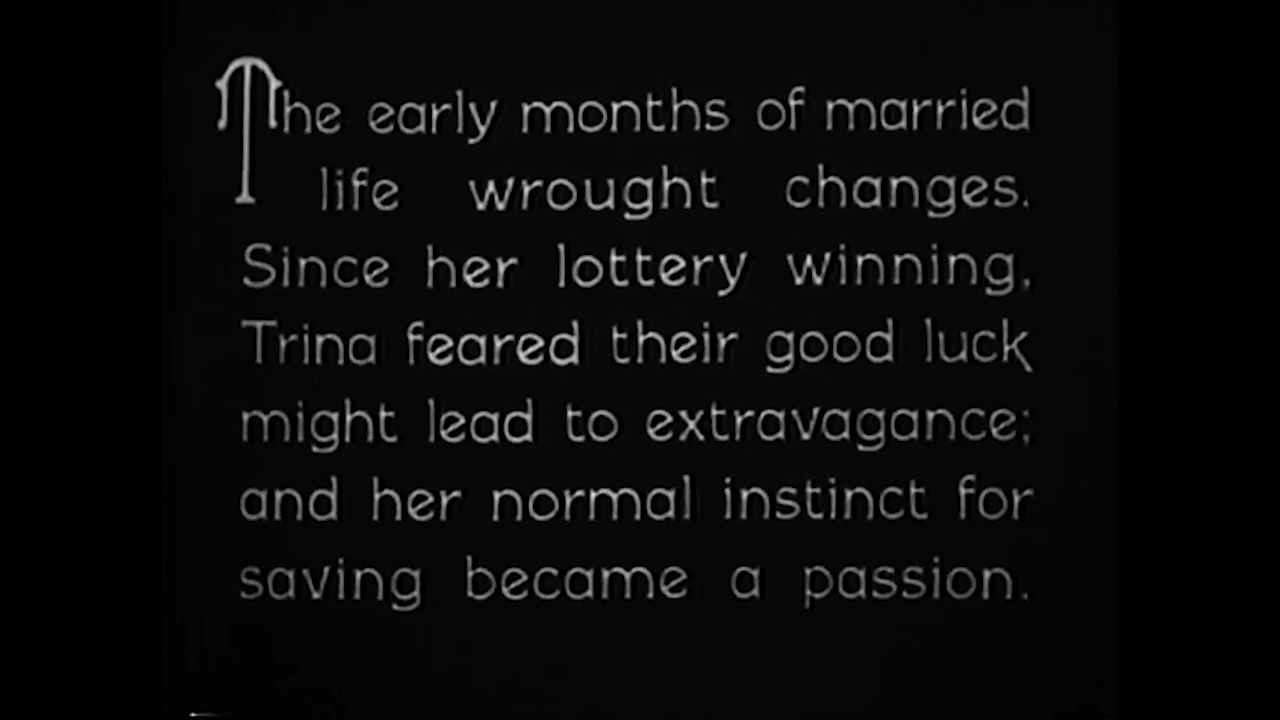 The early months of married
life wrought changes.
Since her lottery winning,
Trina feared their good luck
might lead to extravagance;
and her normal instinct for
saving became a passion.